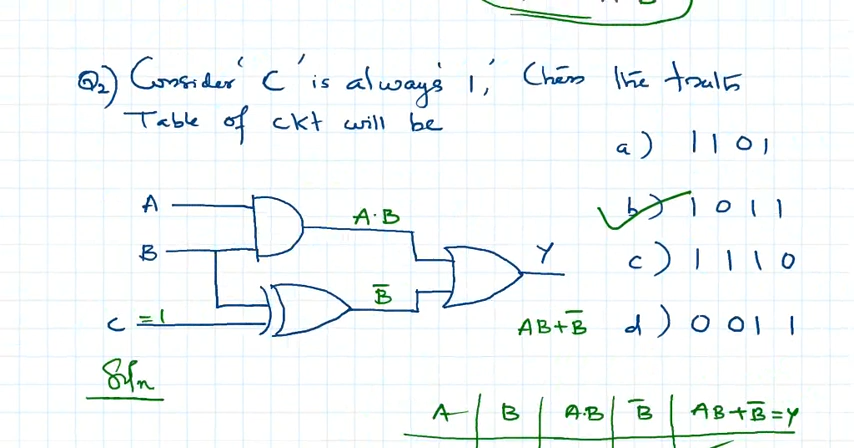 Q2) Consider 'C' is always '1', then the truth
Table of ckt will be
a) 1 1 0 1
b) 1 0 1 1
c) 1 1 1 0
d) 0 0 1 1
A
B
C = 1
A·B
B̅
Y
AB+B̅
Soln
A B A.B B̅ AB+B̅=Y